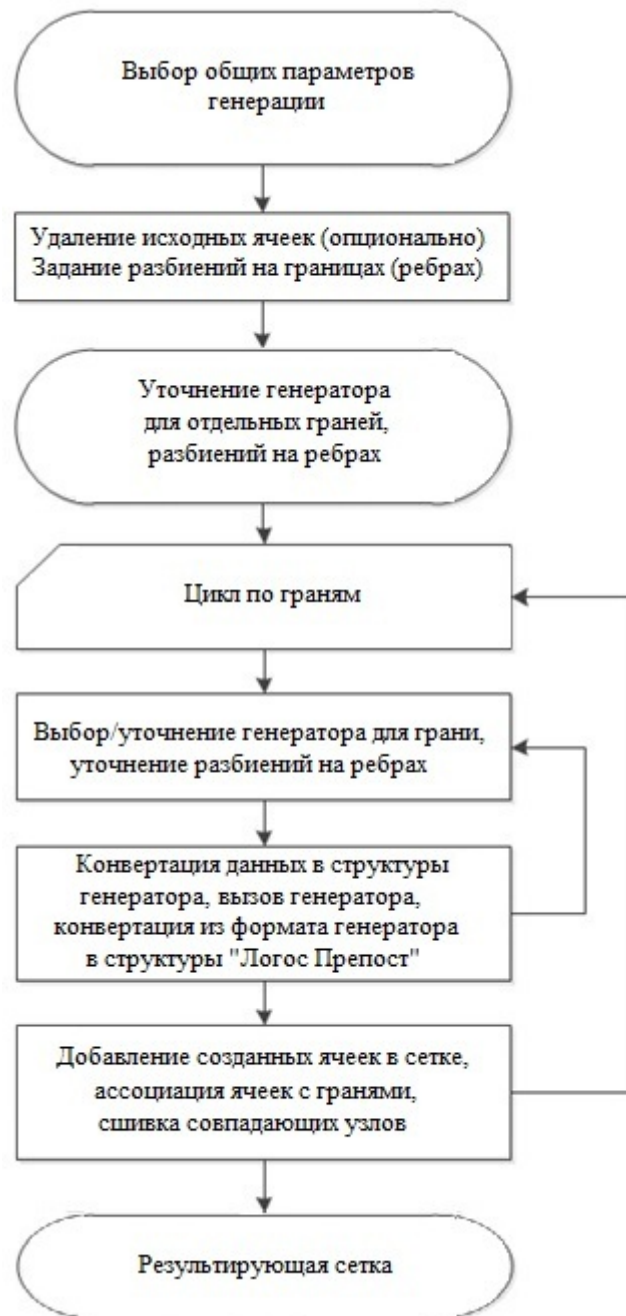 Выбор общих параметров
генерации
Удаление исходных ячеек (опционально)
Задание разбиений на границах (ребрах)
Уточнение генератора
для отдельных граней,
разбиений на ребрах
Цикл по граням
Выбор/уточнение генератора для грани,
уточнение разбиений на ребрах
Конвертация данных в структуры
генератора, вызов генератора,
конвертация из формата генератора
в структуры "Логос Препост"
Добавление созданных ячеек в сетке,
ассоциация ячеек с гранями,
сшивка совпадающих узлов
Результирующая сетка